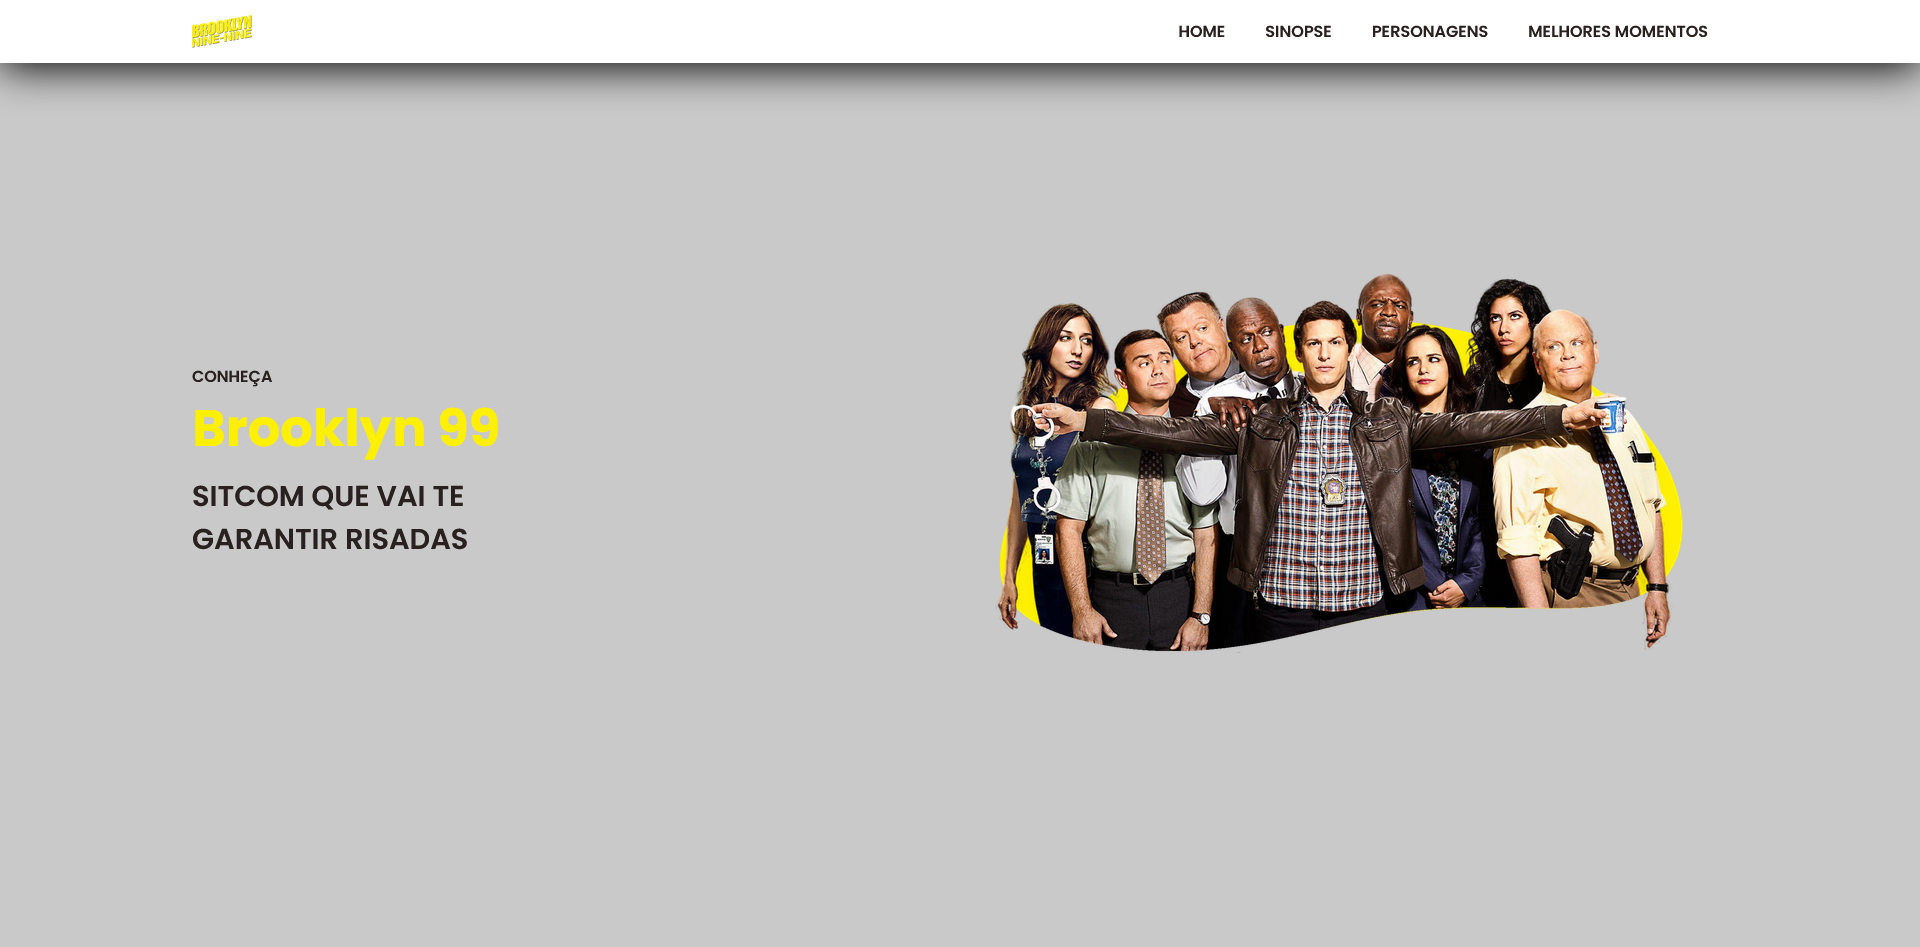 BROOKLYN
NINE-NINE
HOME
SINOPSE
PERSONAGENS
MELHORES MOMENTOS
CONHEÇA
Brooklyn 99
SITCOM QUE VAI TE
GARANTIR RISADAS